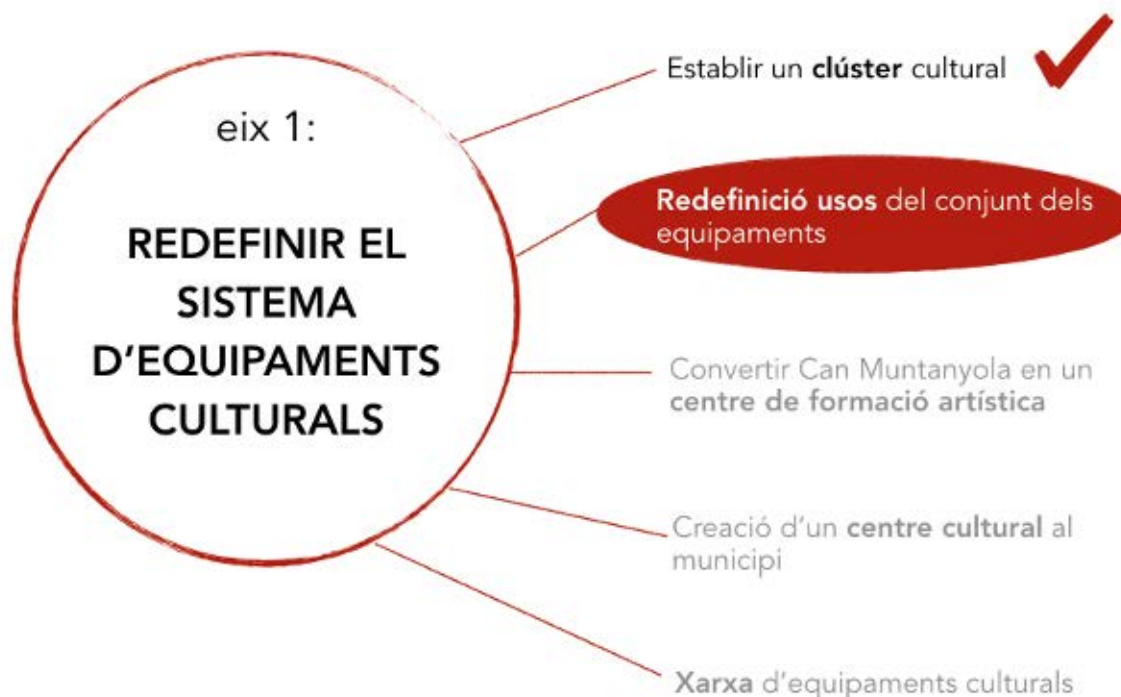 eix 1:
REDEFINIR EL
SISTEMA
D’EQUIPAMENTS
CULTURALS
Establir un clúster cultural
Redefinició usos del conjunt dels
equipaments
Convertir Can Muntanyola en un
centre de formació artística
Creació d’un centre cultural al
municipi
Xarxa d’equipaments culturals